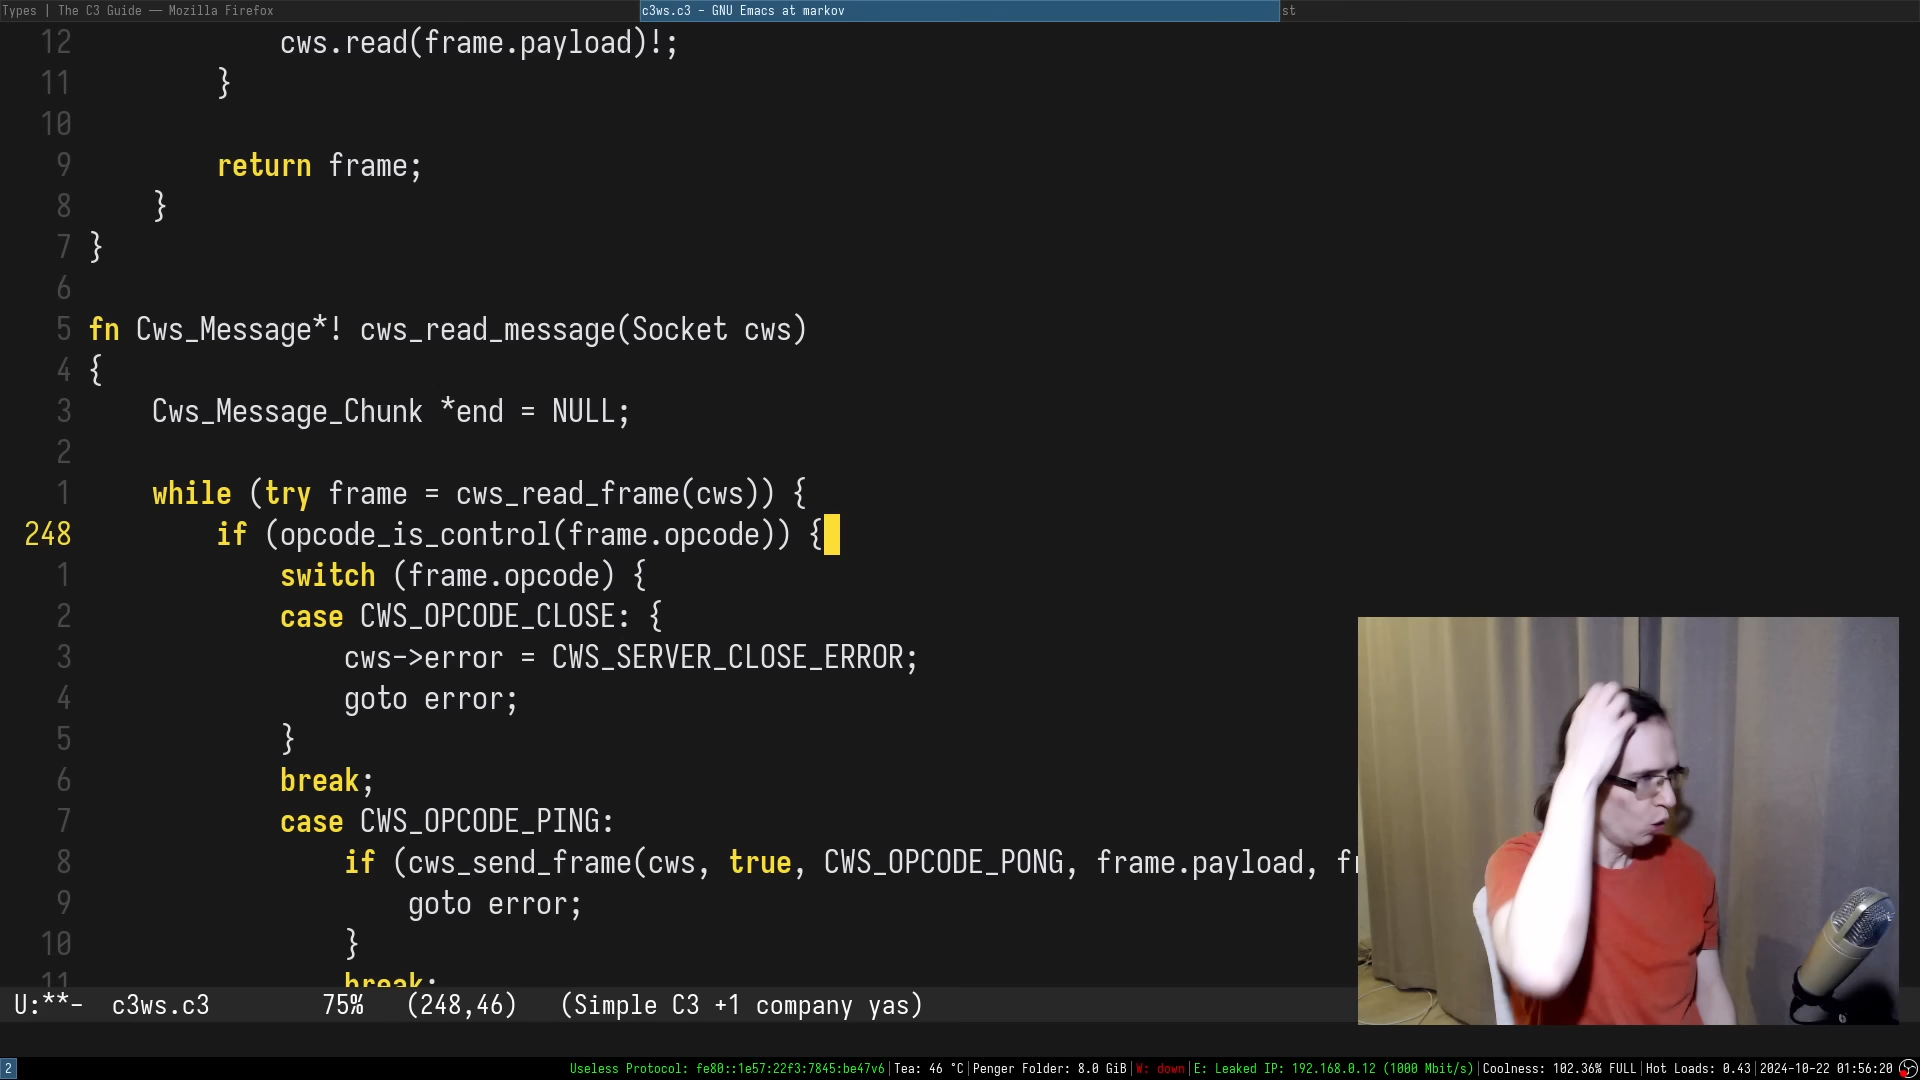 Types | The C3 Guide — Mozilla Firefox
c3ws.c3 - GNU Emacs at markov
st
12 cws.read(frame.payload)!;
11 }
10
9 return frame;
8 }
7 }
6
5 fn Cws_Message*! cws_read_message(Socket cws)
4 {
3 Cws_Message_Chunk *end = NULL;
2
1 while (try frame = cws_read_frame(cws)) {
248 if (opcode_is_control(frame.opcode)) {
1 switch (frame.opcode) {
2 case CWS_OPCODE_CLOSE: {
3 cws->error = CWS_SERVER_CLOSE_ERROR;
4 goto error;
5 }
6 break;
7 case CWS_OPCODE_PING:
8 if (cws_send_frame(cws, true, CWS_OPCODE_PONG, frame.payload, fr
9 goto error;
10 }
11 break;
U:**- c3ws.c3 75% (248,46) (Simple C3 +1 company yas)
2 Useless Protocol: fe80::1e57:22f3:7845:be47v6|Tea: 46 °C|Penger Folder: 8.0 GiB|W: down|E: Leaked IP: 192.168.0.12 (1000 Mbit/s)|Coolness: 102.36% FULL|Hot Loads: 0.43|2024-10-22 01:56:20